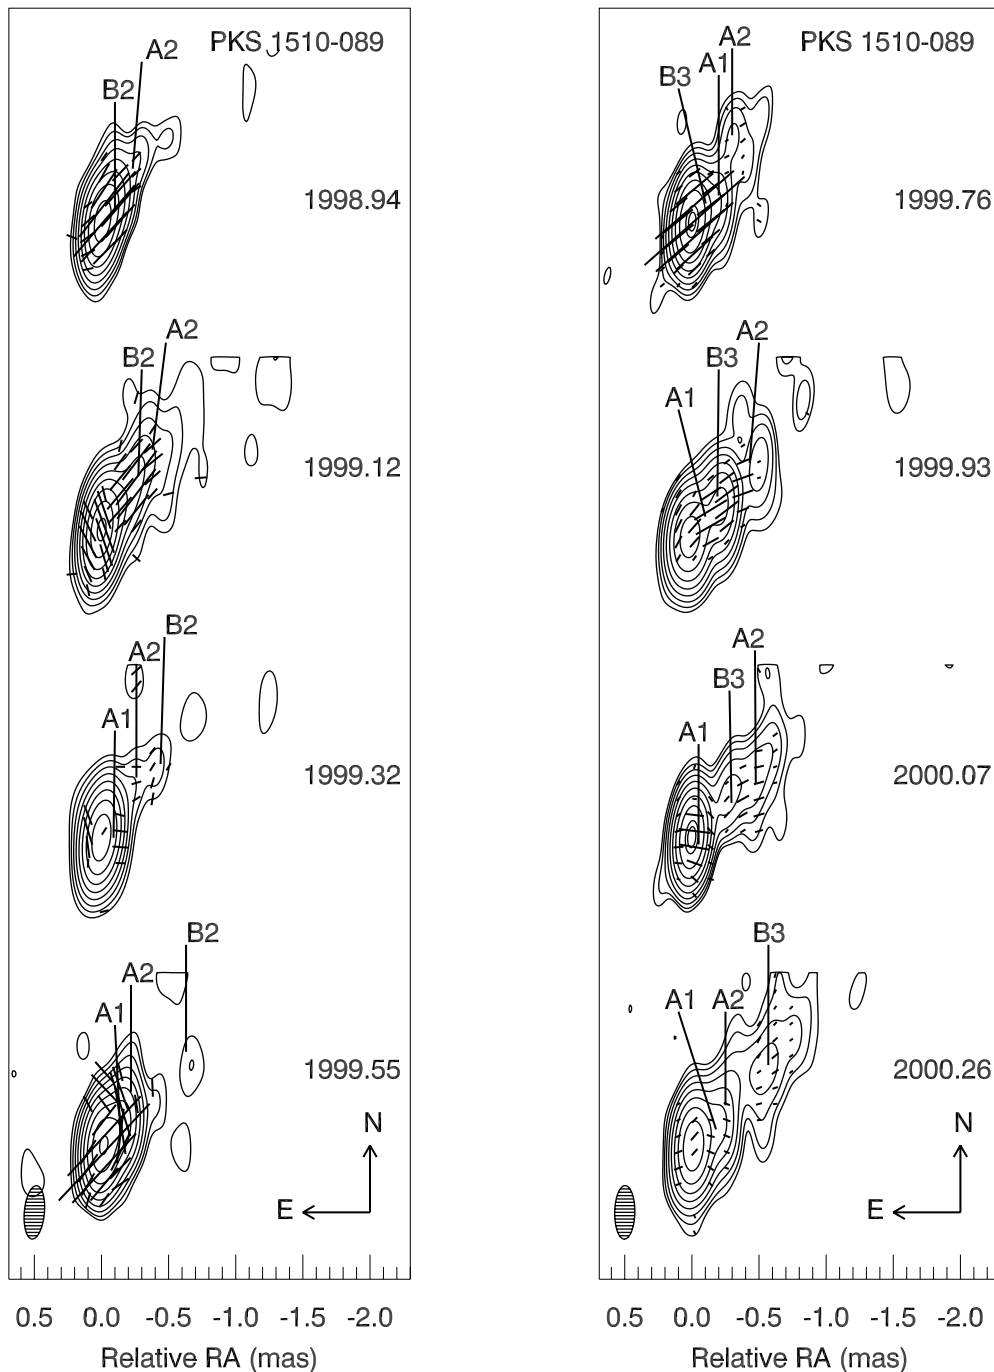 PKS 1510-089
A2
B2
1998.94
A2
B2
1999.12
B2
A2
A1
1999.32
B2
A2
A1
1999.55
N
E
0.5 0.0 -0.5 -1.0 -1.5 -2.0
Relative RA (mas)
PKS 1510-089
A2
A1
B3
1999.76
A2
B3
A1
1999.93
A2
B3
A1
2000.07
B3
A1 A2
2000.26
N
E
0.5 0.0 -0.5 -1.0 -1.5 -2.0
Relative RA (mas)